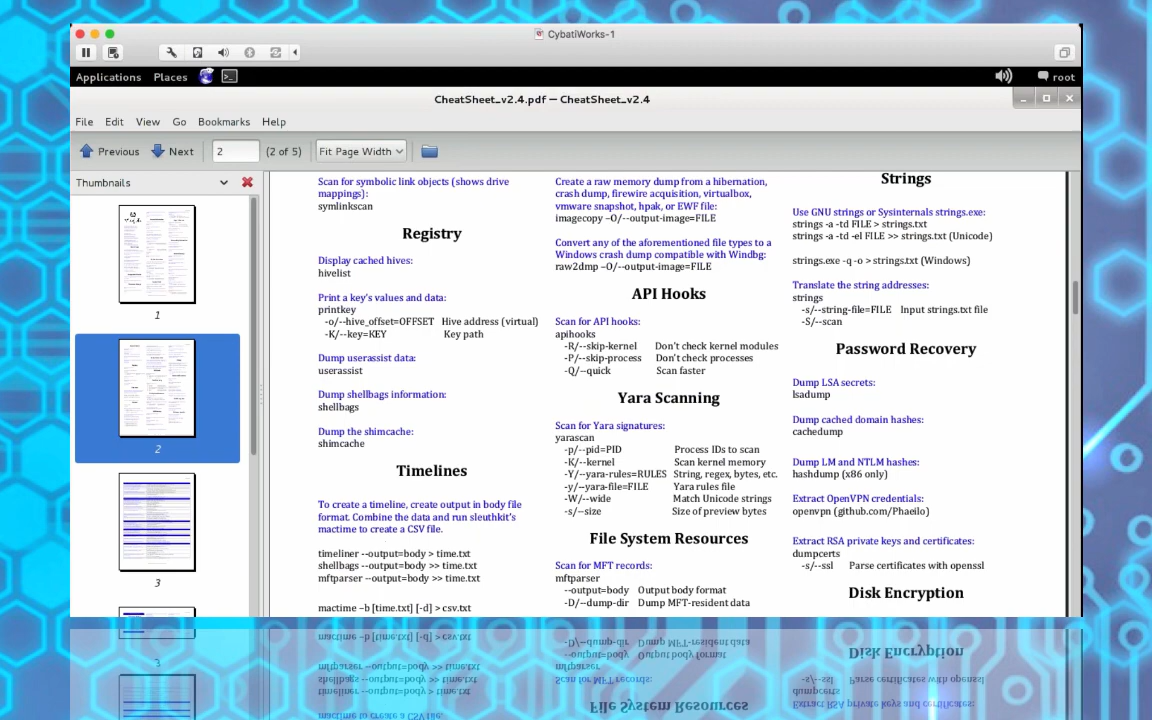 CybatiWorks-1
Applications Places root
CheatSheet_v2.4.pdf — CheatSheet_v2.4
File Edit View Go Bookmarks Help
Previous Next 2 (2 of 5) Fit Page Width
Thumbnails
1
2
3
Scan for symbolic link objects (shows drive
mappings):
symlinkscan
Registry
Display cached hives:
hivelist
Print a key's values and data:
printkey
-o/--hive_offset=OFFSET Hive address (virtual)
-K/--key=KEY Key path
Dump userassist data:
userassist
Dump shellbags information:
shellbags
Dump the shimcache:
shimcache
Timelines
To create a timeline, create output in body file
format. Combine the data and run sleuthkit's
mactime to create a CSV file.
timeliner --output=body > time.txt
shellbags --output=body >> time.txt
mftparser --output=body >> time.txt
mactime –b [time.txt] [-d] > csv.txt
Create a raw memory dump from a hibernation,
crash dump, firewire acquisition, virtualbox,
vmware snapshot, hpak, or EWF file:
imagecopy –O/--output-image=FILE
Convert any of the aforementioned file types to a
Windows crash dump compatible with Windbg:
raw2dmp –O/--output-image=FILE
API Hooks
Scan for API hooks:
apihooks
-R/--skip-kernel Don't check kernel modules
-P/--skip-process Don't check processes
-Q/--quick Scan faster
Yara Scanning
Scan for Yara signatures:
yarascan
-p/--pid=PID Process IDs to scan
-K/--kernel Scan kernel memory
-Y/--yara-rules=RULES String, regex, bytes, etc.
-y/--yara-file=FILE Yara rules file
-W/--wide Match Unicode strings
-s/--size Size of preview bytes
File System Resources
Scan for MFT records:
mftparser
--output=body Output body format
-D/--dump-dir Dump MFT-resident data
Strings
Use GNU strings or Sysinternals strings.exe:
strings -a -td FILE > strings.txt
strings -a -td -el FILE >> strings.txt (Unicode)
strings.exe -q -o > strings.txt (Windows)
Translate the string addresses:
strings
-s/--string-file=FILE Input strings.txt file
-S/--scan
Password Recovery
Dump LSA secrets:
lsadump
Dump cached domain hashes:
cachedump
Dump LM and NTLM hashes:
hashdump (x86 only)
Extract OpenVPN credentials:
openvpn (github.com/Phaeilo)
Extract RSA private keys and certificates:
dumpcerts
-s/--ssl Parse certificates with openssl
Disk Encryption